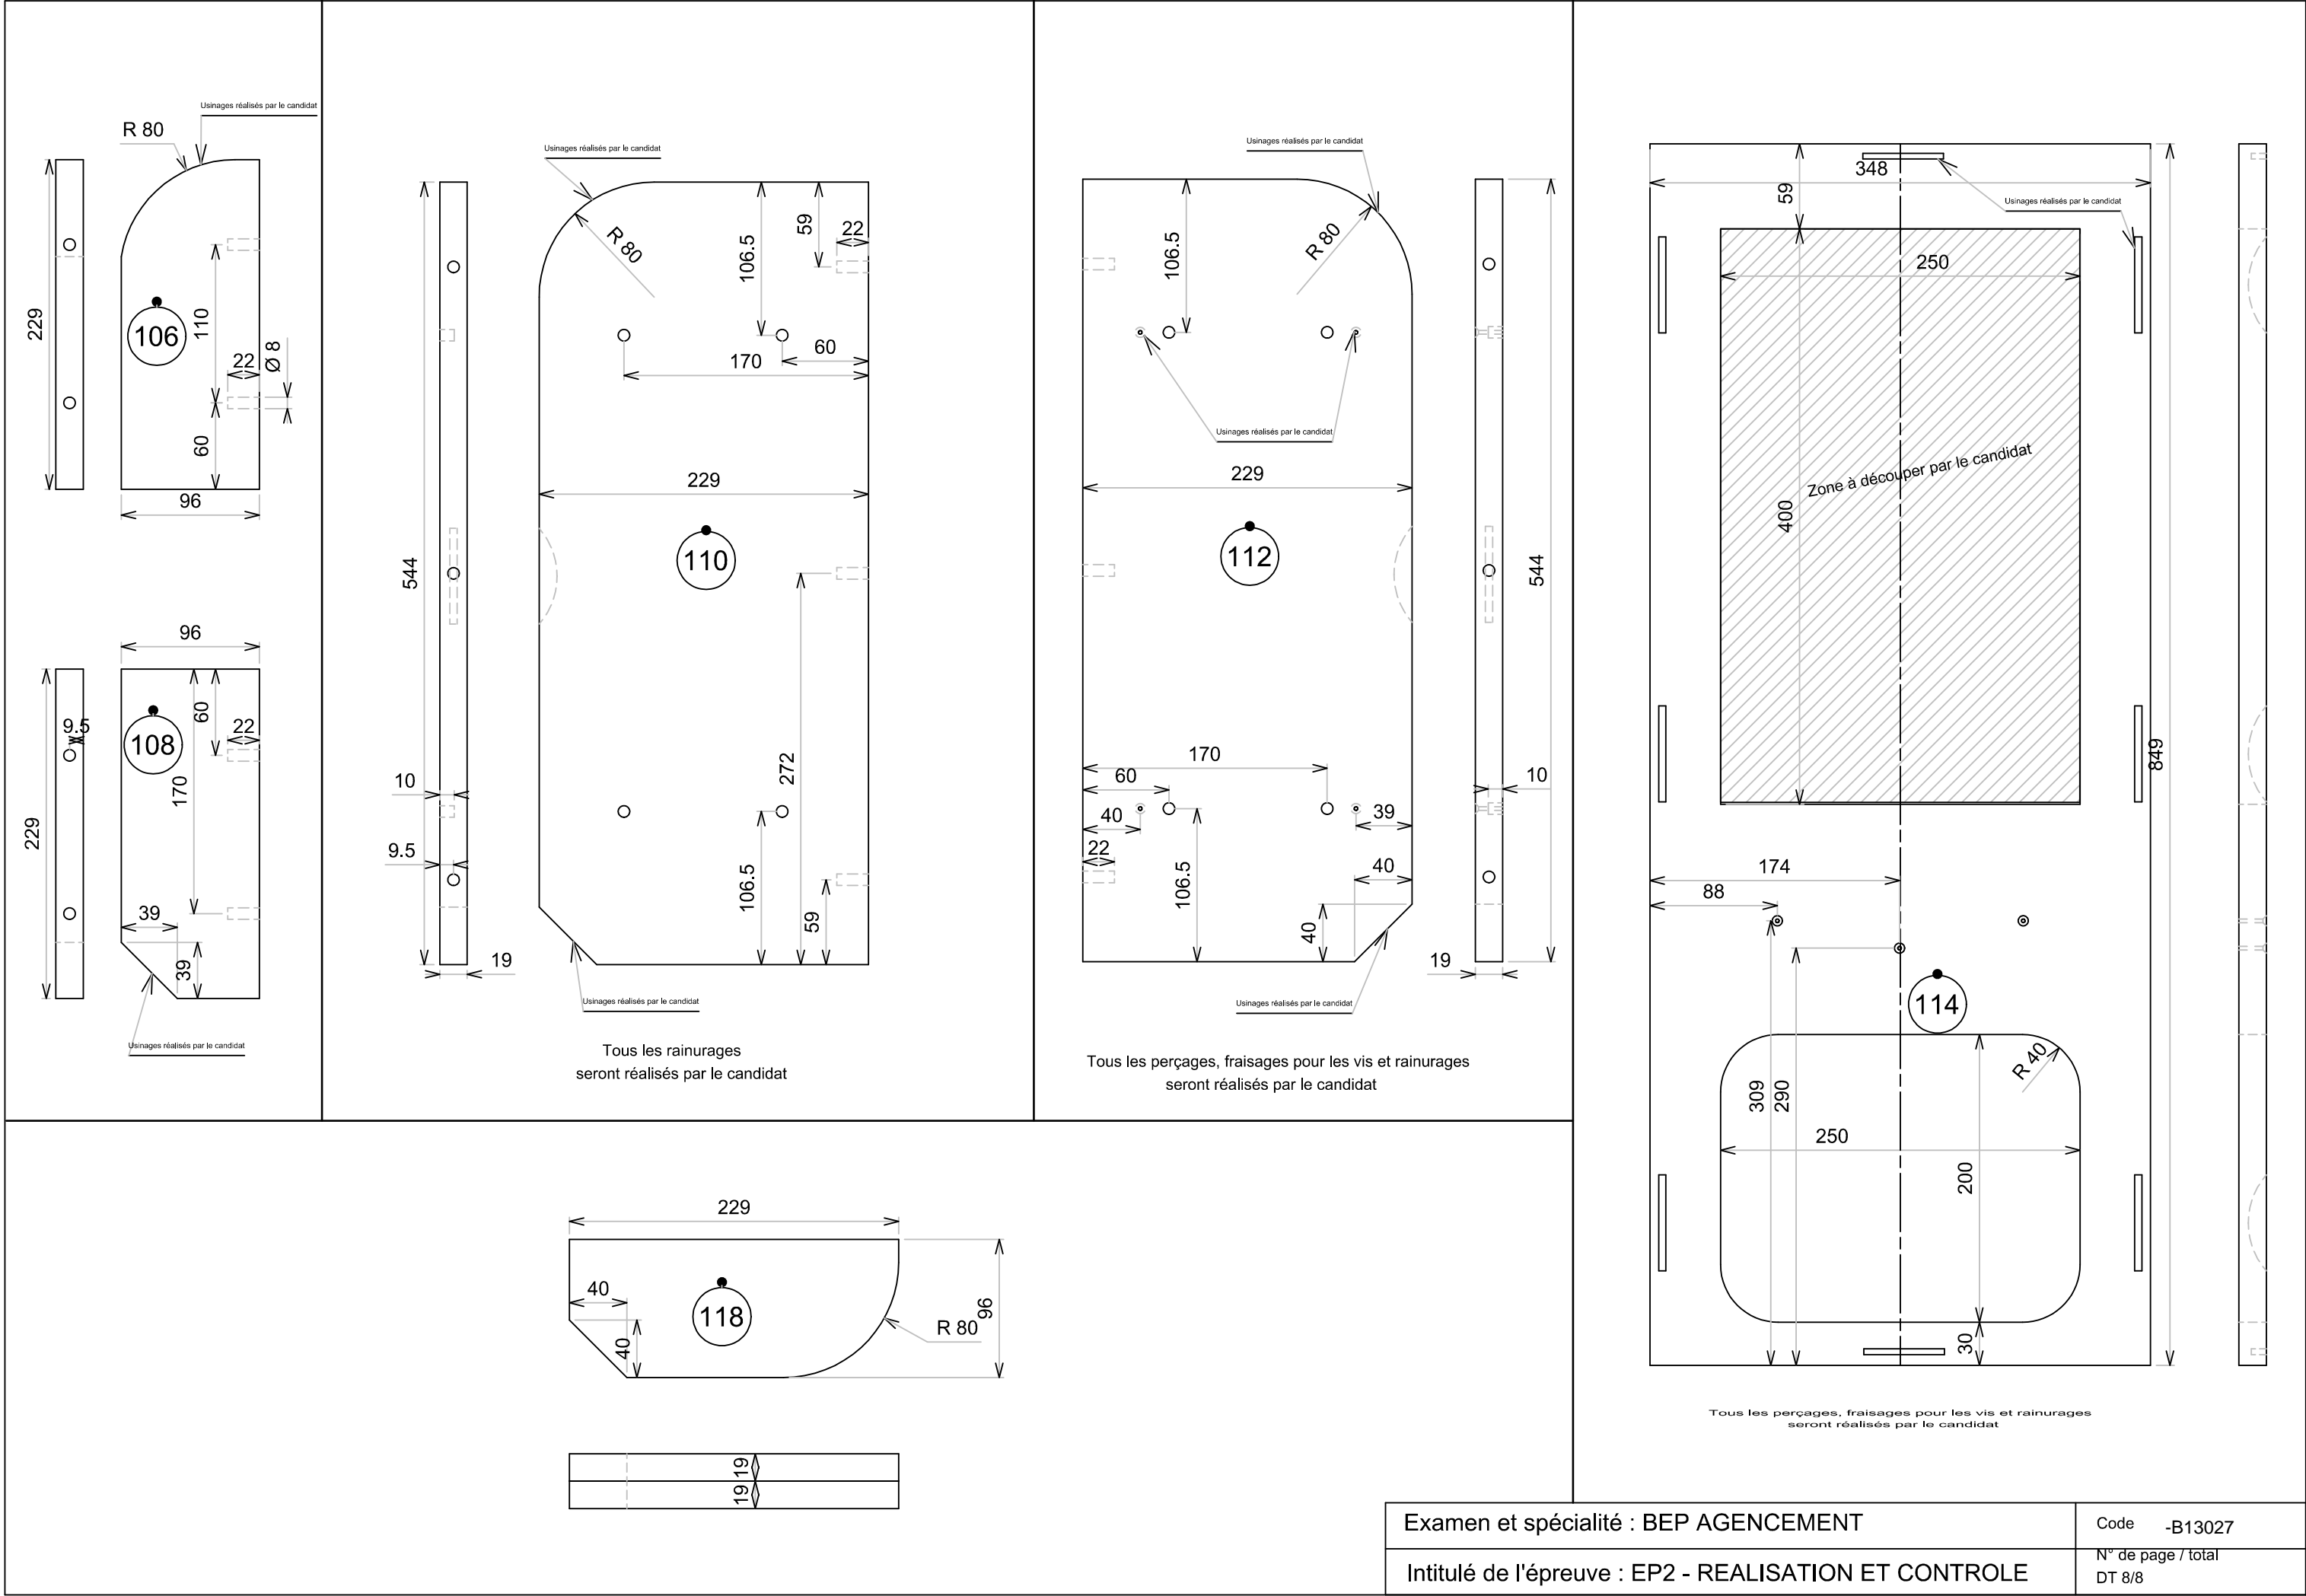 Usinages réalisés par le candidat
R 80
229
106
110
22
Ø 8
60
96
96
229
9.5
108
60
22
170
39
39
Usinages réalisés par le candidat
Usinages réalisés par le candidat
R 80
106.5
59
22
60
170
229
544
110
272
10
9.5
106.5
59
19
Usinages réalisés par le candidat
Tous les rainurages
seront réalisés par le candidat
Usinages réalisés par le candidat
106.5
R 80
Usinages réalisés par le candidat
229
112
544
170
60
10
40
39
22
106.5
40
40
19
Usinages réalisés par le candidat
Tous les perçages, fraisages pour les vis et rainurages
seront réalisés par le candidat
348
59
Usinages réalisés par le candidat
250
Zone à découper par le candidat
400
849
174
88
114
309
290
R 40
250
200
30
Tous les perçages, fraisages pour les vis et rainurages
seront réalisés par le candidat
229
40
118
40
R 80
96
19
19
Examen et spécialité : BEP AGENCEMENT
Code -B13027
Intitulé de l'épreuve : EP2 - REALISATION ET CONTROLE
N° de page / total
DT 8/8